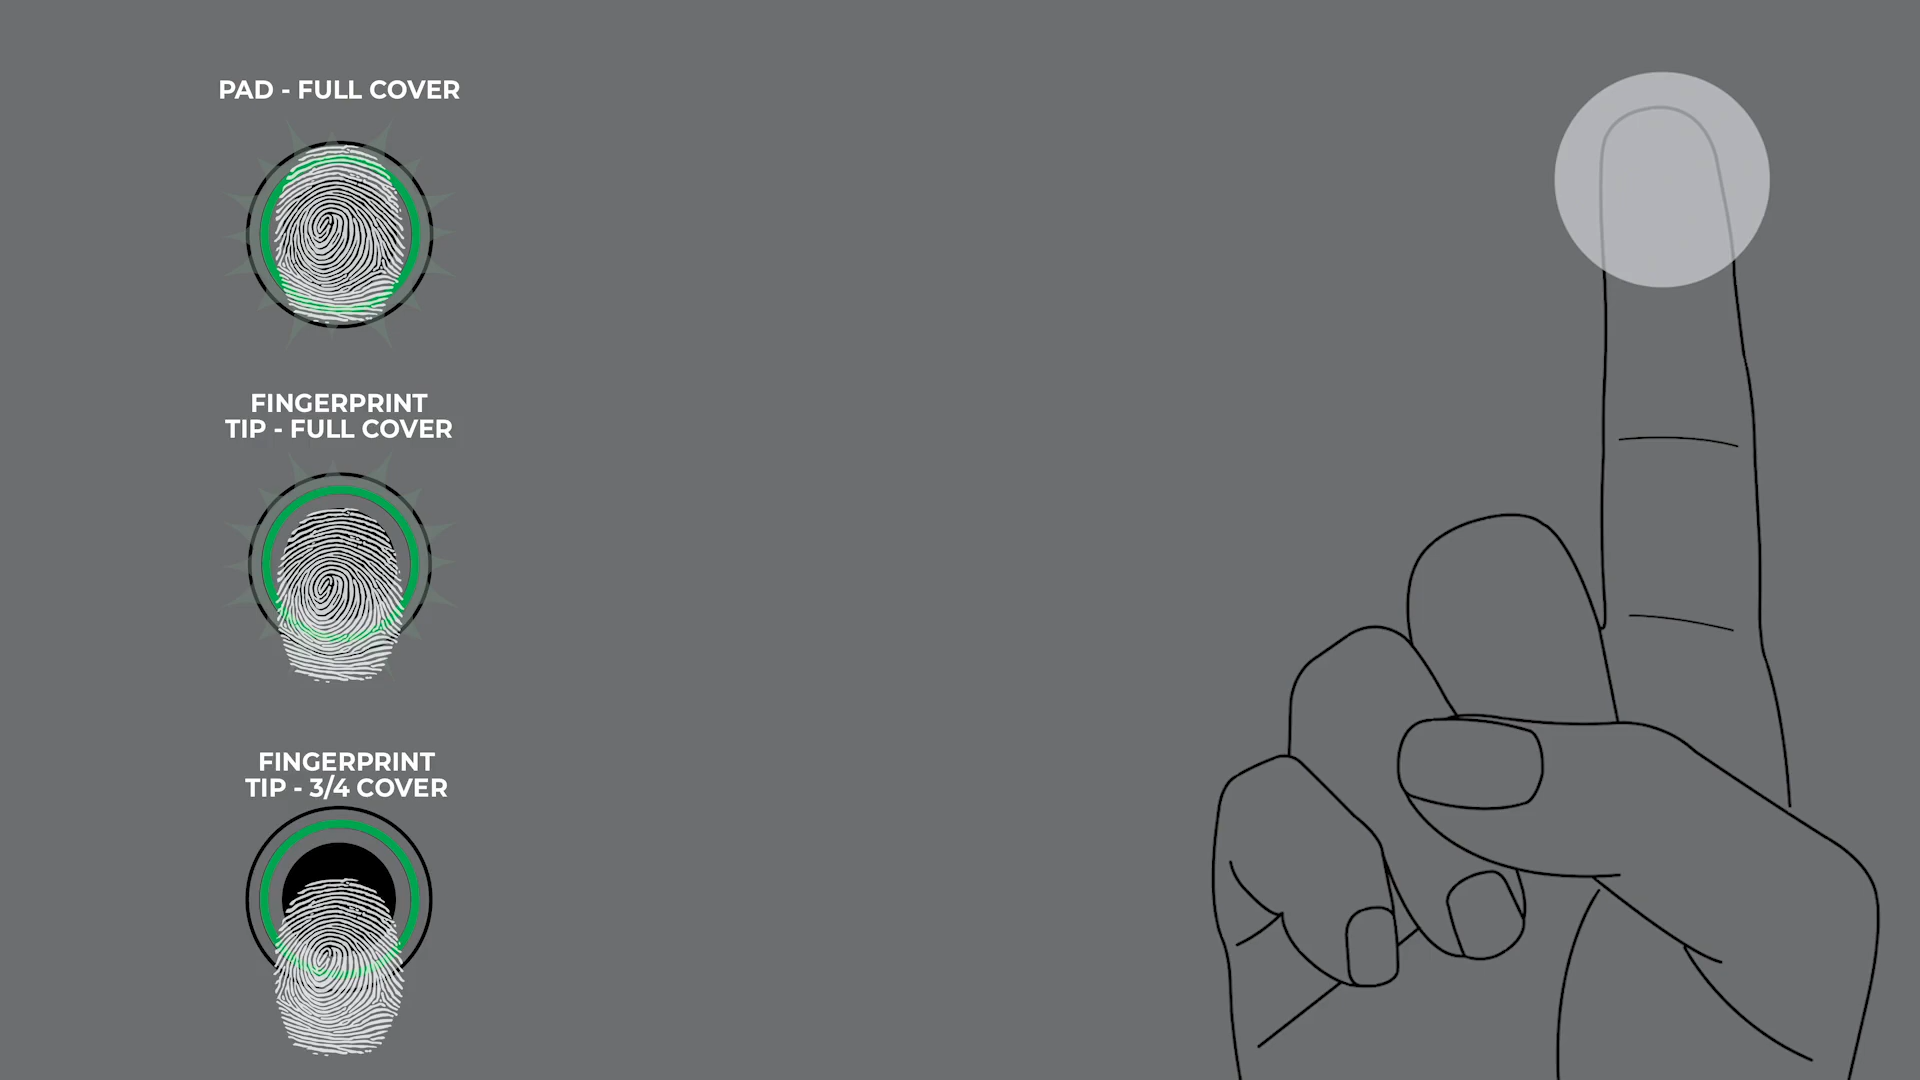 PAD - FULL COVER
FINGERPRINT
TIP - FULL COVER
FINGERPRINT
TIP - 3/4 COVER